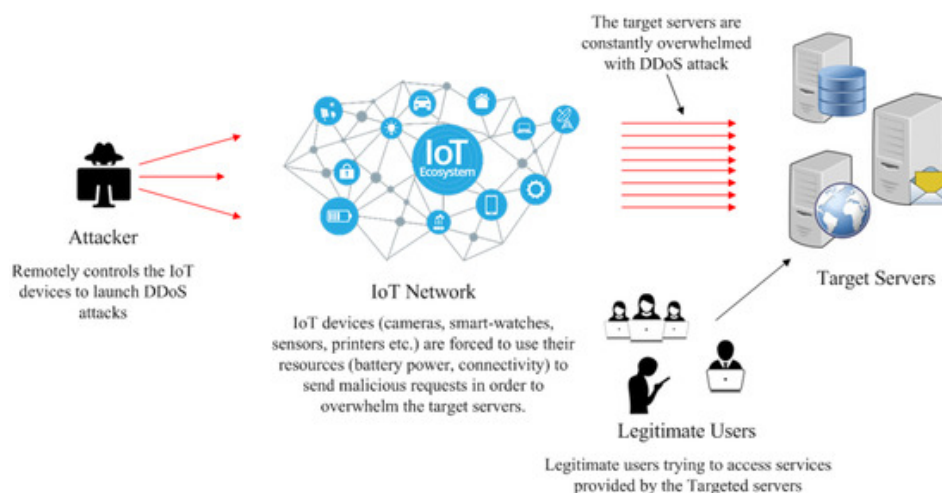 The target servers are
constantly overwhelmed
with DDoS attack
IoT
Ecosystem
Attacker
Remotely controls the IoT
devices to launch DDoS
attacks
IoT Network
IoT devices (cameras, smart-watches,
sensors, printers etc.) are forced to use their
resources (battery power, connectivity) to
send malicious requests in order to
overwhelm the target servers.
Target Servers
Legitimate Users
Legitimate users trying to access services
provided by the Targeted servers